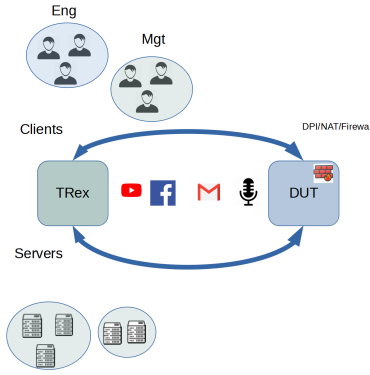 Eng
Mgt
Clients
DPI/NAT/Firewa
TRex
DUT
Servers